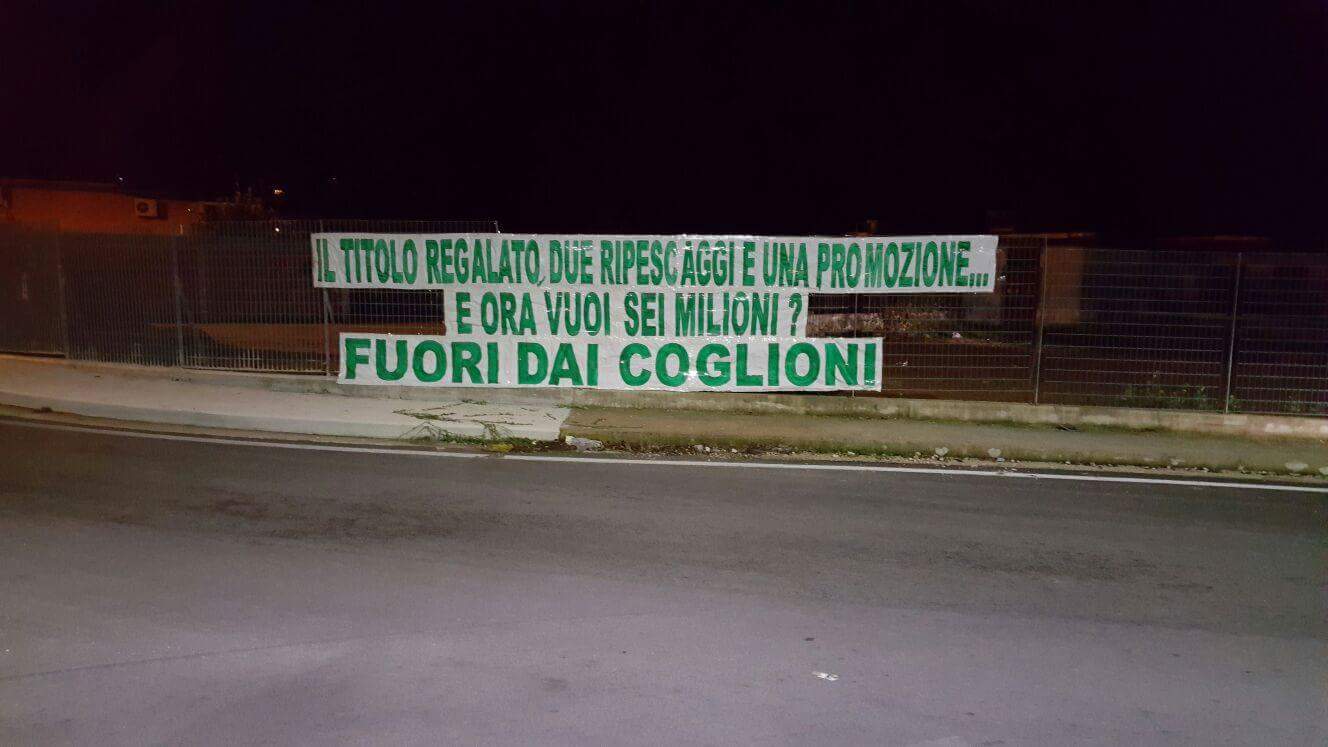 IL TITOLO REGALATO, DUE RIPESCAGGI E UNA PROMOZIONE...
E ORA VUOI SEI MILIONI ?
FUORI DAI COGLIONI